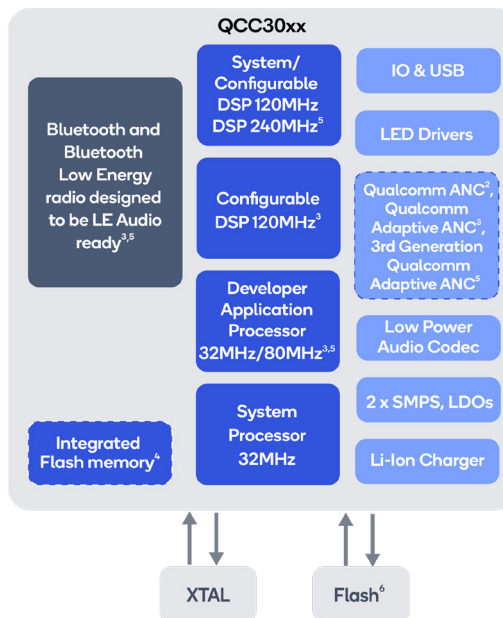 QCC30xx
Bluetooth and
Bluetooth
Low Energy
radio designed
to be LE Audio
ready3,5
Integrated
Flash memory4
System/
Configurable
DSP 120MHz
DSP 240MHz5
Configurable
DSP 120MHz3
Developer
Application
Processor
32MHz/80MHz3,5
System
Processor
32MHz
IO & USB
LED Drivers
Qualcomm ANC2,
Qualcomm
Adaptive ANC3,
3rd Generation
Qualcomm
Adaptive ANC5
Low Power
Audio Codec
2 x SMPS, LDOs
Li-Ion Charger
XTAL
Flash6